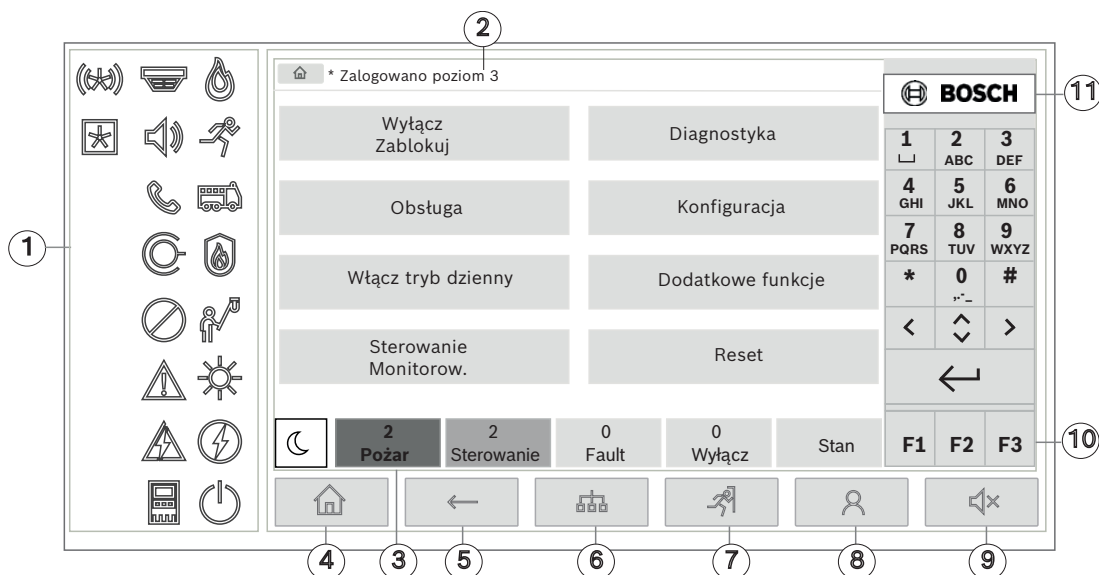 2
* Zalogowano poziom 3
BOSCH
11
Wyłącz
Zablokuj
Diagnostyka
1
2
ABC
3
DEF
Obsługa
Konfiguracja
4
GHI
5
JKL
6
MNO
1
7
PQRS
8
TUV
9
WXYZ
Włącz tryb dzienny
Dodatkowe funkcje
*
0
,.-_
#
<
>
Sterowanie
Monitorow.
Reset
2
Pożar
2
Sterowanie
0
Fault
0
Wyłącz
Stan
F1
F2
F3
10
4
3
5
6
7
8
9